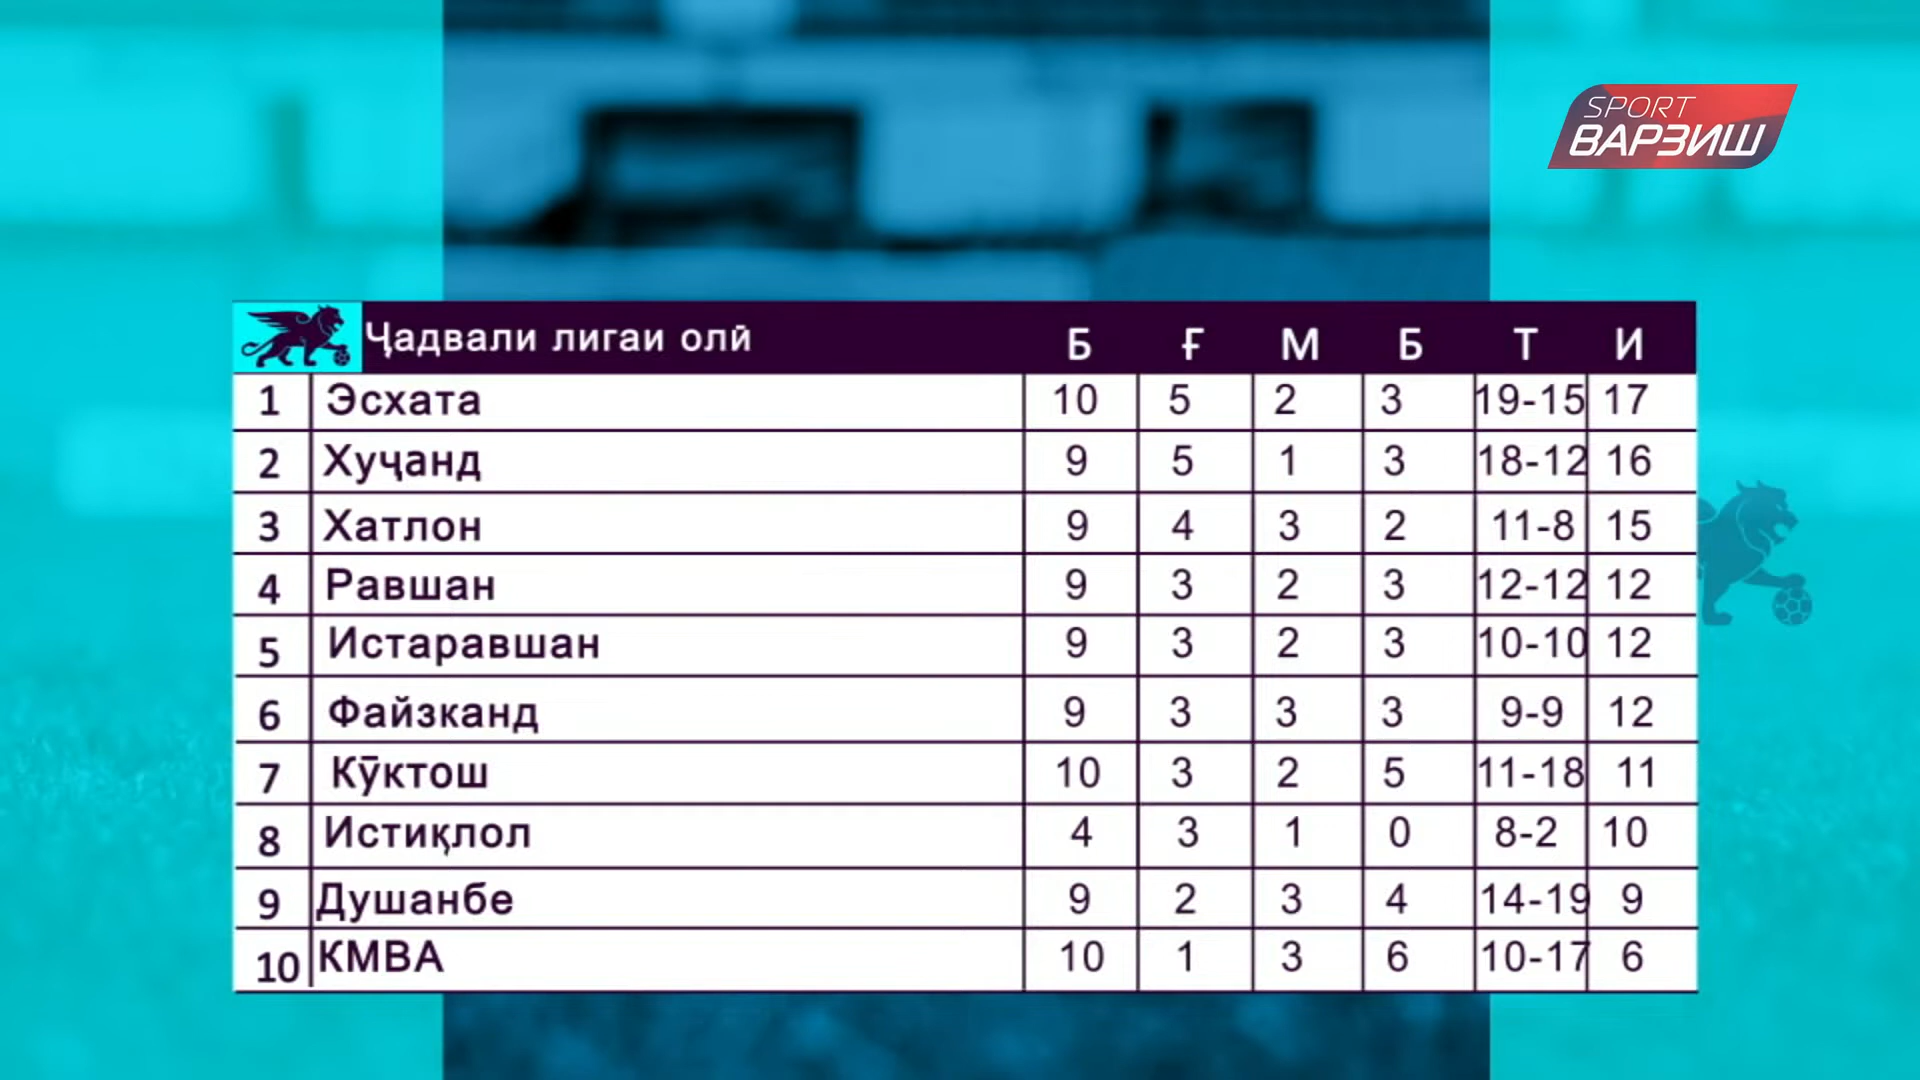 SPORT
ВАРЗИШ
Ҷадвали лигаи олӣ Б Ғ М Б Т И
1 Эсхата 10 5 2 3 19-15 17
2 Хуҷанд 9 5 1 3 18-12 16
3 Хатлон 9 4 3 2 11-8 15
4 Равшан 9 3 2 3 12-12 12
5 Истаравшан 9 3 2 3 10-10 12
6 Файзканд 9 3 3 3 9-9 12
7 Кӯктош 10 3 2 5 11-18 11
8 Истиқлол 4 3 1 0 8-2 10
9 Душанбе 9 2 3 4 14-19 9
10 КМВА 10 1 3 6 10-17 6